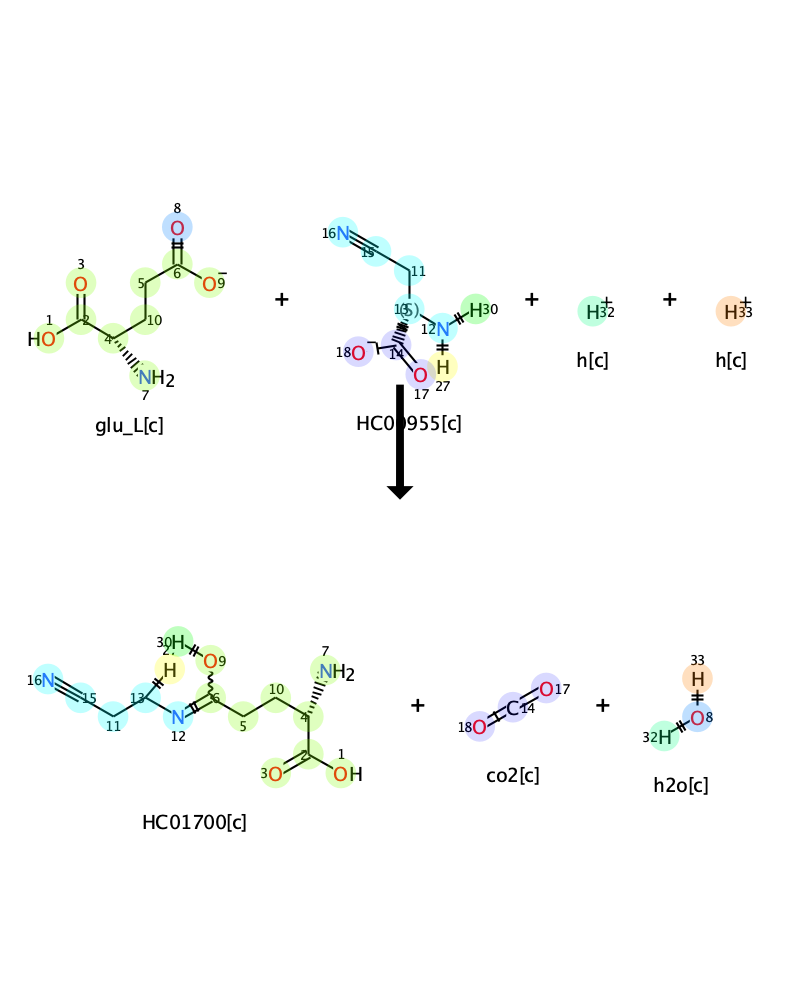 8
O
16 N 15
3
O
5 6 O 9 −
11
1 2 10
HO 4
13 (S) H 30
12 N
+ + H + 32 + H + 33
18 O 14 H
NH2
7
O 27
17
h[c] h[c]
glu_L[c] HC00955[c]
30 H
O 9
7
NH2
33
H
16 N 15 13 H 6 10 4
+ O 17
C 14
18 O
+ O 8
32 H
11 N
12
5
2 1
3 O OH
co2[c] h2o[c]
HC01700[c]